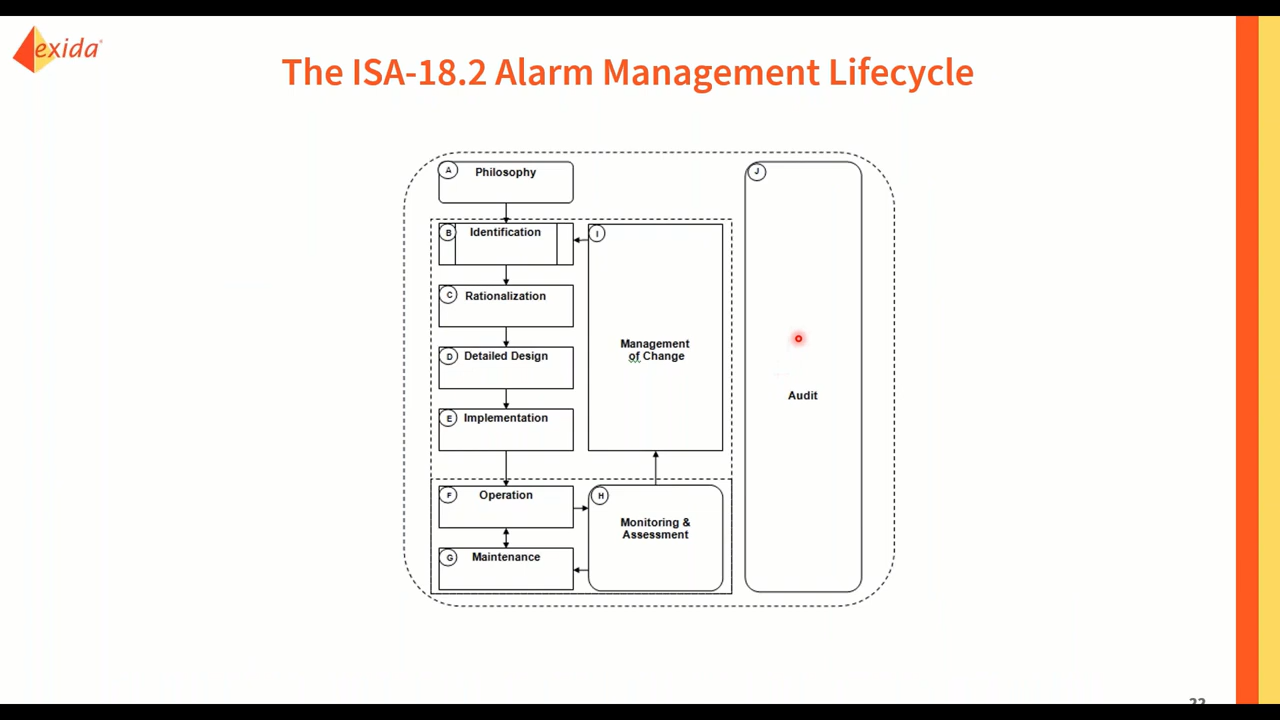 exida
The ISA-18.2 Alarm Management Lifecycle
A
Philosophy
J
B
Identification
I
C
Rationalization
Management
of Change
D
Detailed Design
Audit
E
Implementation
F
Operation
H
Monitoring &
Assessment
G
Maintenance